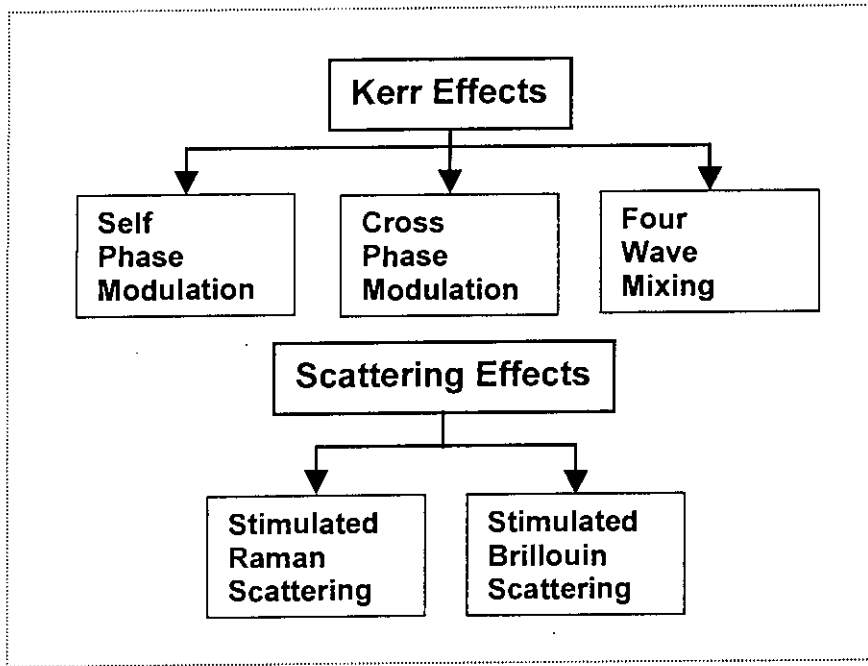 Kerr Effects
Self
Phase
Modulation
Cross
Phase
Modulation
Four
Wave
Mixing
Scattering Effects
Stimulated
Raman
Scattering
Stimulated
Brillouin
Scattering